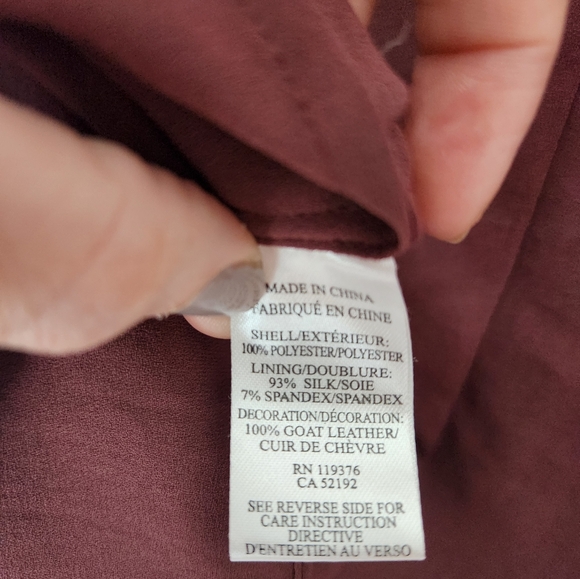 MADE IN CHINA
FABRIQUÉ EN CHINE
SHELL/EXTÉRIEUR:
100% POLYESTER/POLYESTER
LINING/DOUBLURE:
93% SILK/SOIE
7% SPANDEX/SPANDEX
DECORATION/DÉCORATION:
100% GOAT LEATHER/
CUIR DE CHÈVRE
RN 119376
CA 52192
SEE REVERSE SIDE FOR
CARE INSTRUCTION
DIRECTIVE
D'ENTRETIEN AU VERSO